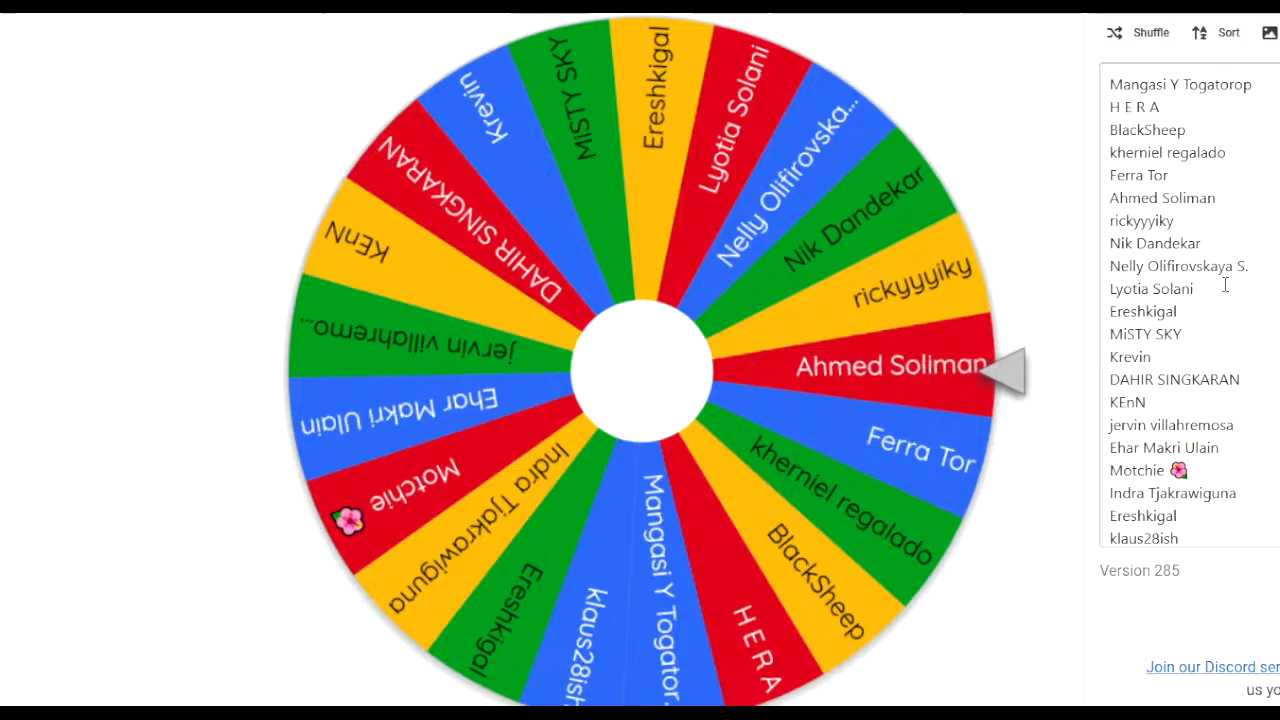 Shuffle
Sort
Mangasi Y Togatorop
H E R A
BlackSheep
kherniel regalado
Ferra Tor
Ahmed Soliman
rickyyyiky
Nik Dandekar
Nelly Olifirovskaya S.
Lyotia Solani
Ereshkigal
MiSTY SKY
Krevin
DAHIR SINGKARAN
KEnN
jervin villahremosa
Ehar Makri Ulain
Motchie 🌺
Indra Tjakrawiguna
Ereshkigal
klaus28ish
Version 285
Join our Discord ser
us yo
Ereshkigal
Lyotia Solani
Nelly Olifirovska...
Nik Dandekar
rickyyyiky
Ahmed Soliman
Ferra Tor
kherniel regalado
BlackSheep
H E R A
Mangasi Y Togator.
klaus28ish
Ereshkigal
Indra Tjakrawiguna
Motchie 🌺
Ehar Makri Ulain
jervin villahremo...
KEnN
DAHIR SINGKARAN
Krevin
MiSTY SKY